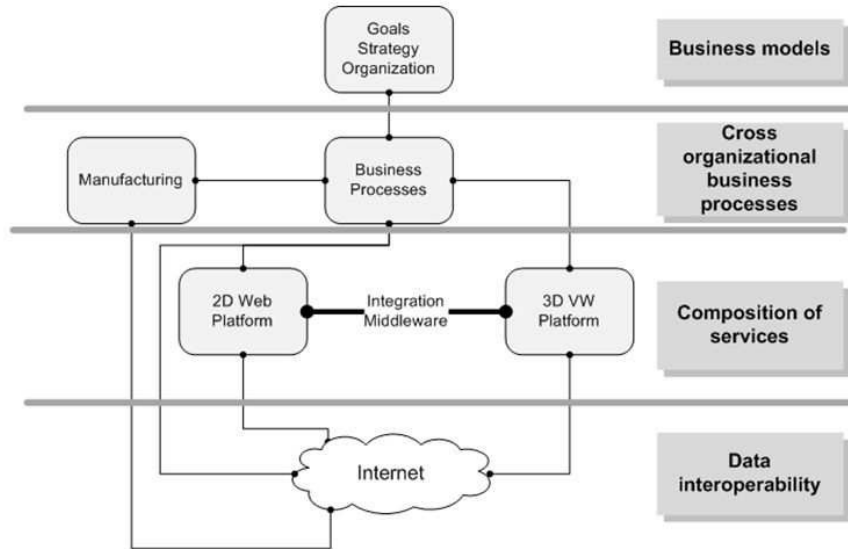 Goals
Strategy
Organization
Business models
Manufacturing
Business
Processes
Cross
organizational
business
processes
2D Web
Platform
Integration
Middleware
3D VW
Platform
Composition of
services
Internet
Data
interoperability